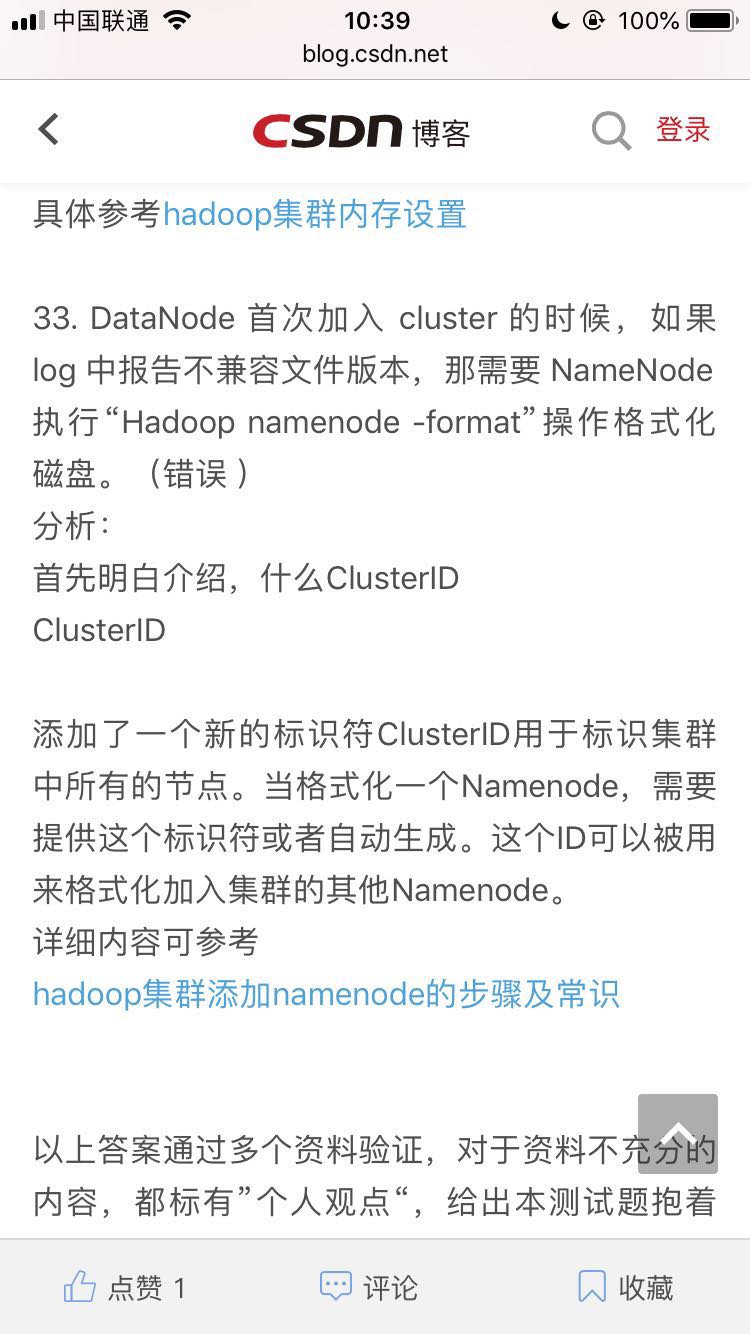 中国联通 10:39 100%
blog.csdn.net
CSDN 博客 登录
具体参考hadoop集群内存设置
33. DataNode 首次加入 cluster 的时候，如果
log 中报告不兼容文件版本，那需要 NameNode
执行“Hadoop namenode -format”操作格式化
磁盘。（错误 ）
分析：
首先明白介绍，什么ClusterID
ClusterID
添加了一个新的标识符ClusterID用于标识集群
中所有的节点。当格式化一个Namenode，需要
提供这个标识符或者自动生成。这个ID可以被用
来格式化加入集群的其他Namenode。
详细内容可参考
hadoop集群添加namenode的步骤及常识
以上答案通过多个资料验证，对于资料不充分的
内容，都标有”个人观点“，给出本测试题抱着
点赞 1 评论 收藏